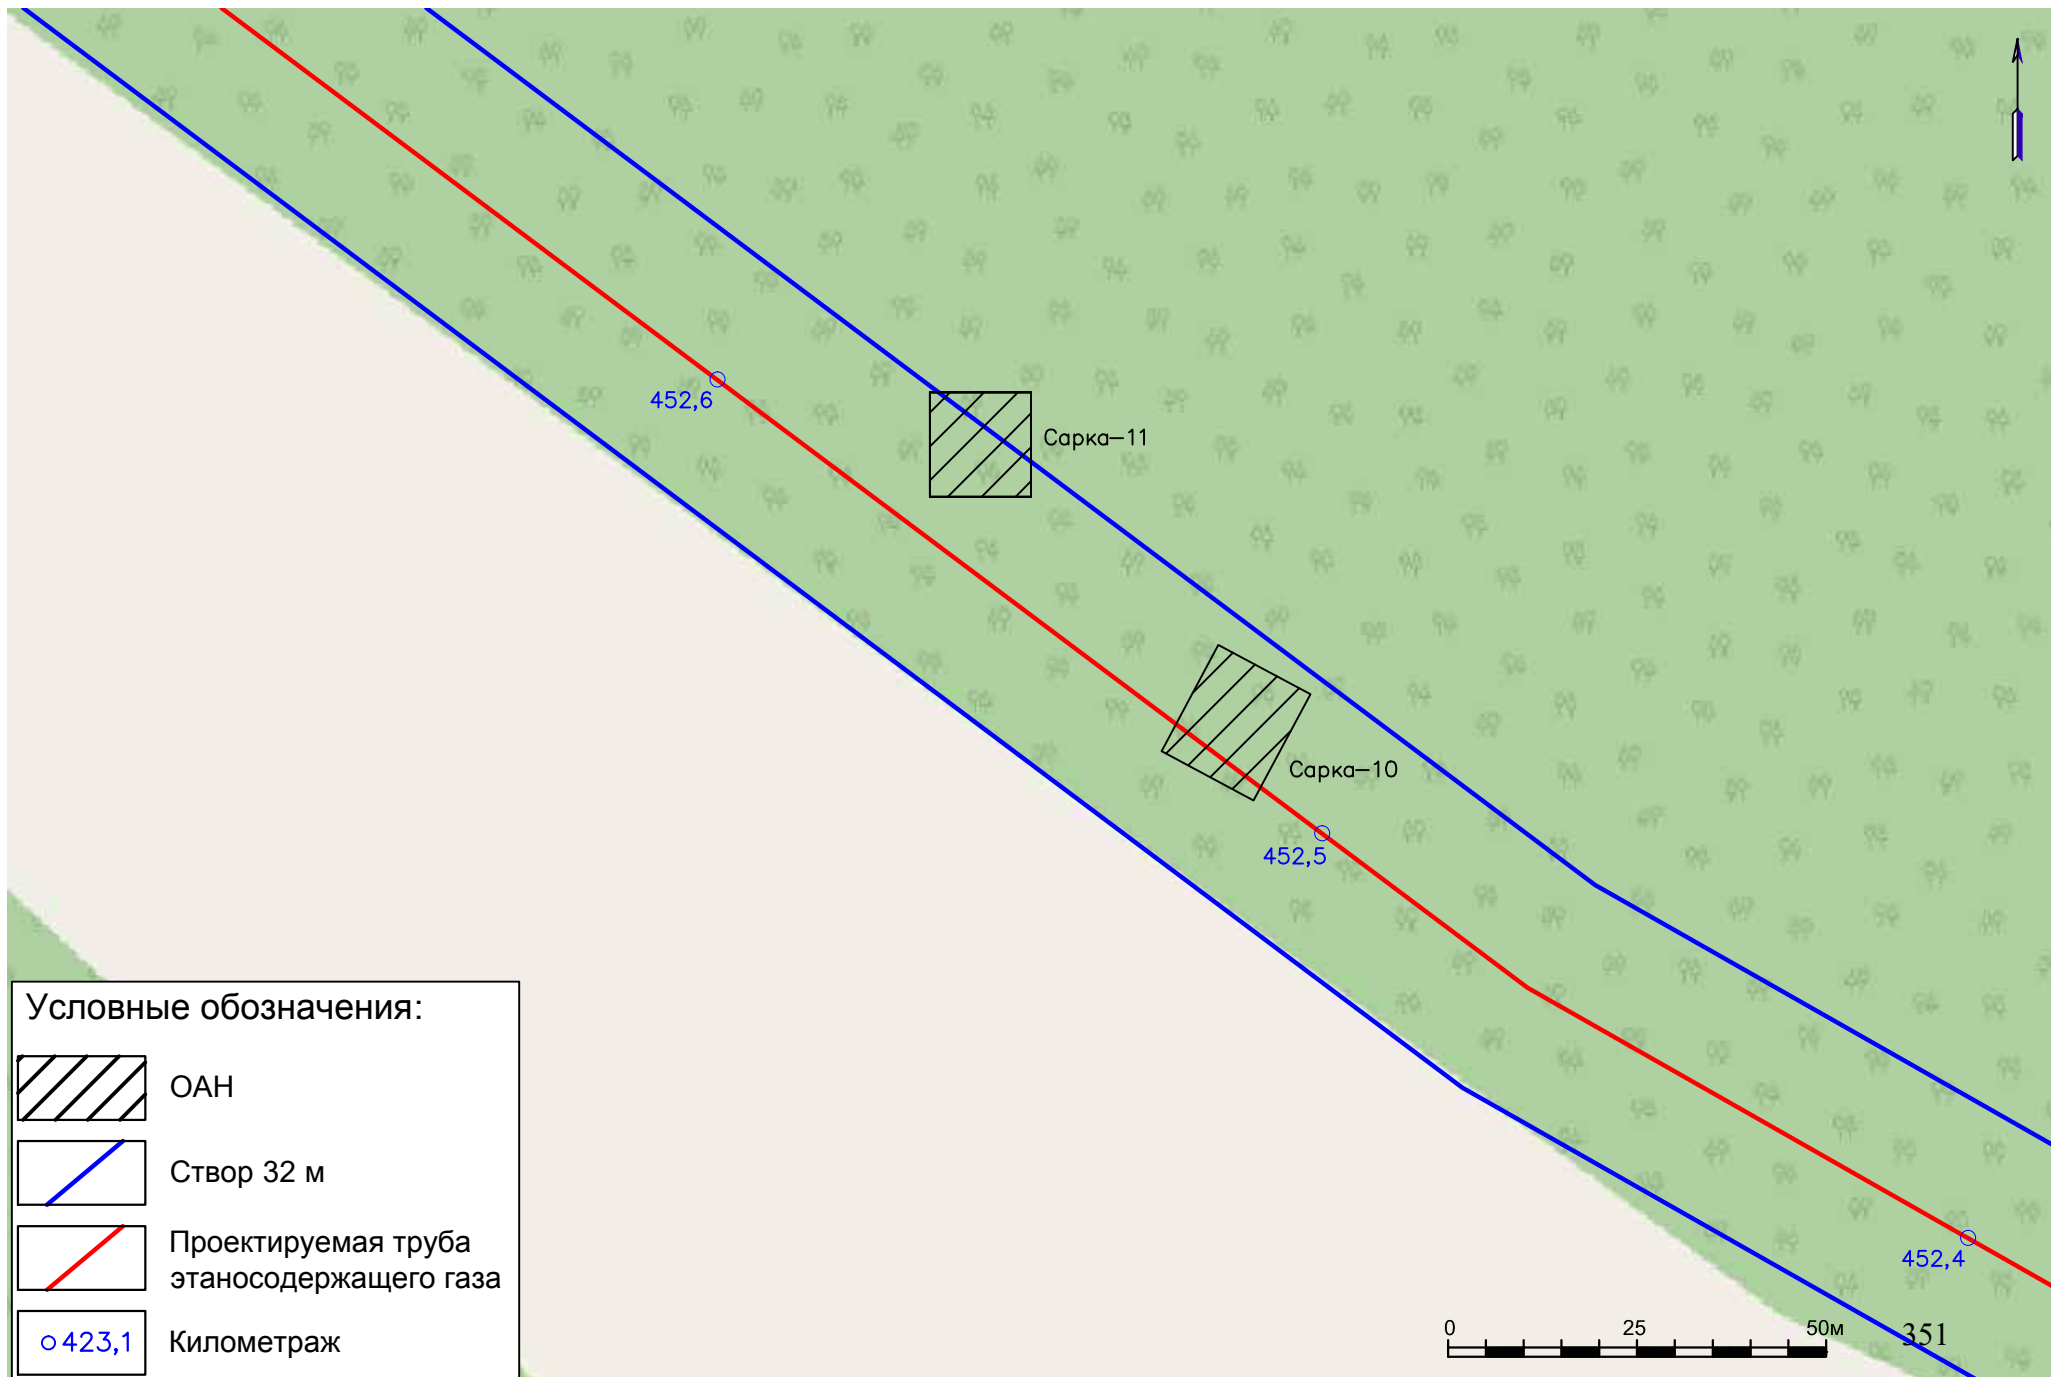 452,6
Сарка-11
Сарка-10
452,5
452,4
Условные обозначения:
ОАН
Створ 32 м
Проектируемая труба
этаносодержащего газа
423,1 Километраж
0 25 50м
351